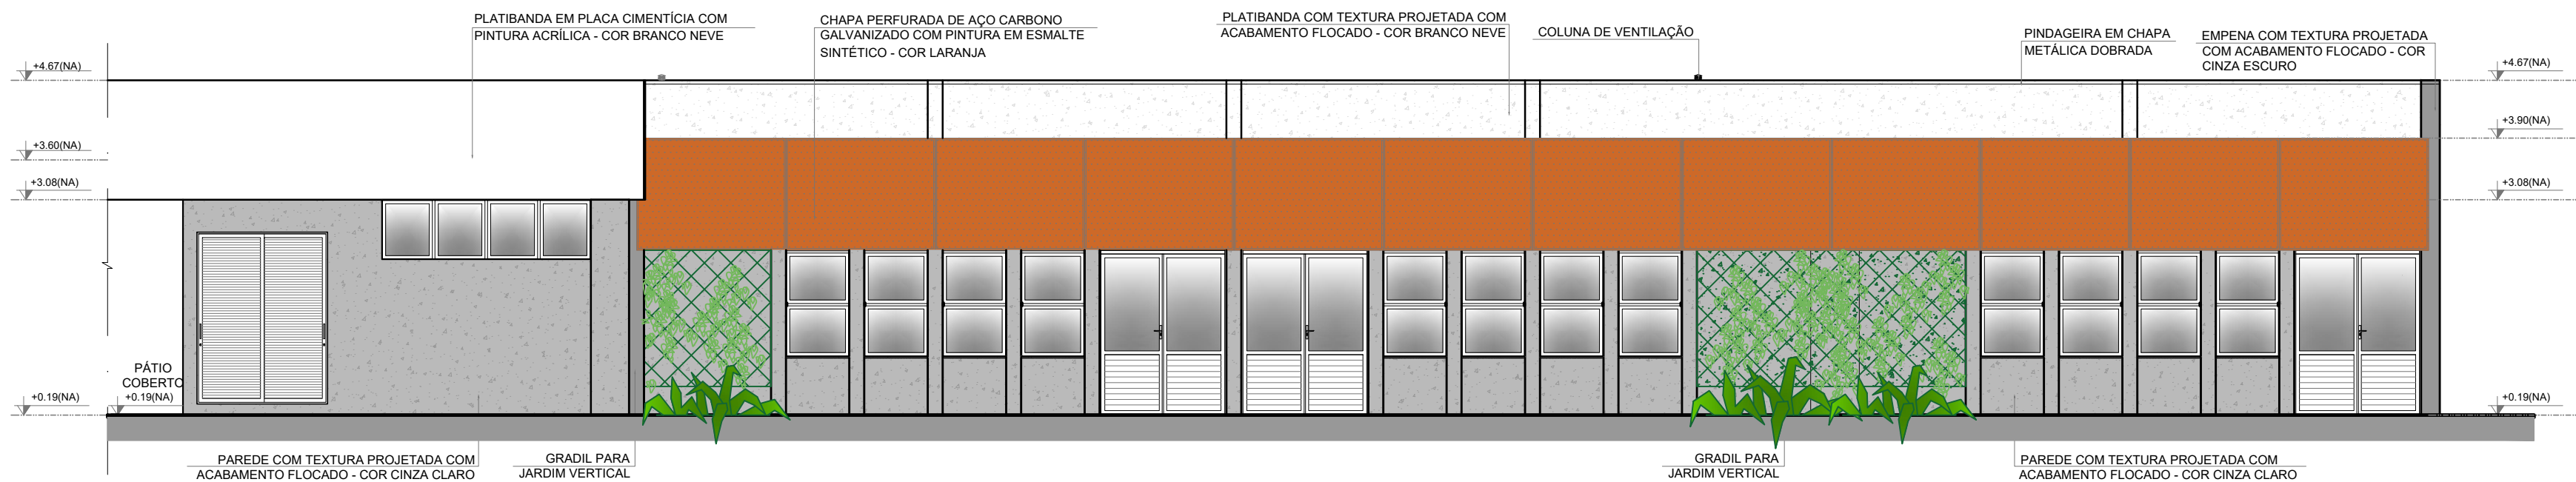 PLATIBANDA EM PLACA CIMENTÍCIA COM
PINTURA ACRÍLICA - COR BRANCO NEVE
CHAPA PERFURADA DE AÇO CARBONO
GALVANIZADO COM PINTURA EM ESMALTE
SINTÉTICO - COR LARANJA
PLATIBANDA COM TEXTURA PROJETADA COM
ACABAMENTO FLOCADO - COR BRANCO NEVE
COLUNA DE VENTILAÇÃO
PINDAGEIRA EM CHAPA
METÁLICA DOBRADA
EMPENA COM TEXTURA PROJETADA
COM ACABAMENTO FLOCADO - COR
CINZA ESCURO
+4.67(NA)
+3.60(NA)
+3.08(NA)
+4.67(NA)
+3.90(NA)
+3.08(NA)
PÁTIO
COBERTO
+0.19(NA)
+0.19(NA)
+0.19(NA)
PAREDE COM TEXTURA PROJETADA COM
ACABAMENTO FLOCADO - COR CINZA CLARO
GRADIL PARA
JARDIM VERTICAL
GRADIL PARA
JARDIM VERTICAL
PAREDE COM TEXTURA PROJETADA COM
ACABAMENTO FLOCADO - COR CINZA CLARO